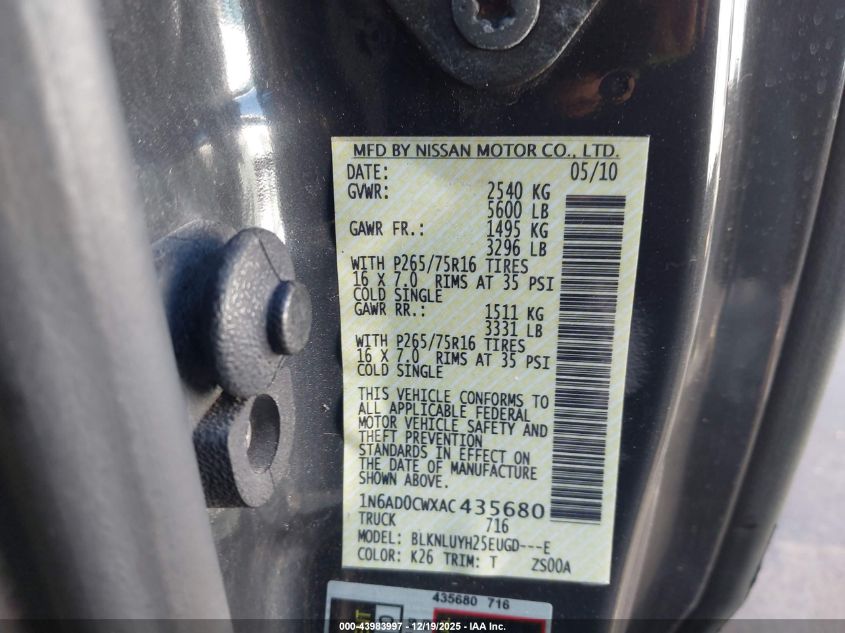 MFD BY NISSAN MOTOR CO., LTD.
DATE: 05/10
GVWR: 2540 KG
5600 LB
GAWR FR.: 1495 KG
3296 LB
WITH P265/75R16 TIRES
16 X 7.0 RIMS AT 35 PSI
COLD SINGLE
GAWR RR.: 1511 KG
3331 LB
WITH P265/75R16 TIRES
16 X 7.0 RIMS AT 35 PSI
COLD SINGLE
THIS VEHICLE CONFORMS TO
ALL APPLICABLE FEDERAL
MOTOR VEHICLE SAFETY AND
THEFT PREVENTION
STANDARDS IN EFFECT ON
THE DATE OF MANUFACTURE
SHOWN ABOVE.
1N6AD0CWXAC435680
TRUCK 716
MODEL: BLKNLUYH25EUGD---E
COLOR: K26 TRIM: T ZS00A
435680 716
000-43983997 - 12/19/2025 - IAA Inc.